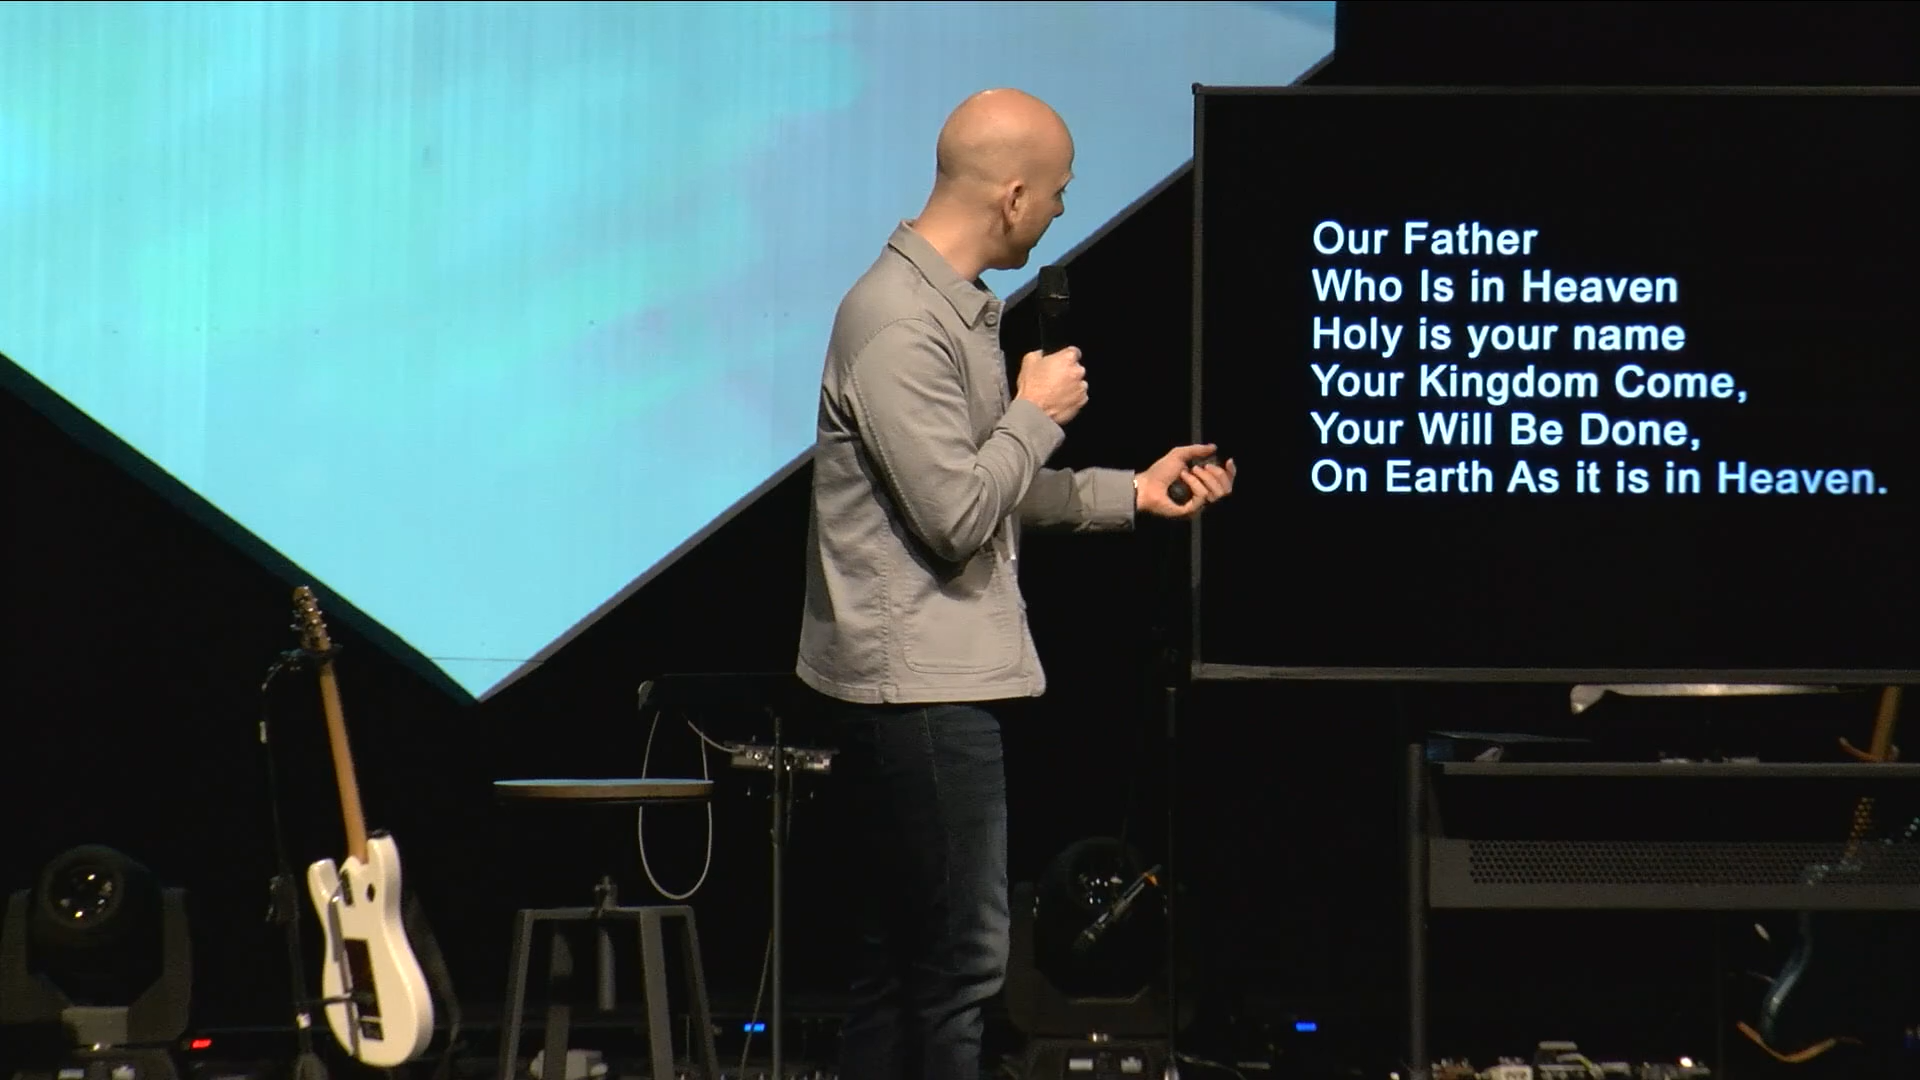 Our Father
Who Is in Heaven
Holy is your name
Your Kingdom Come,
Your Will Be Done,
On Earth As it is in Heaven.